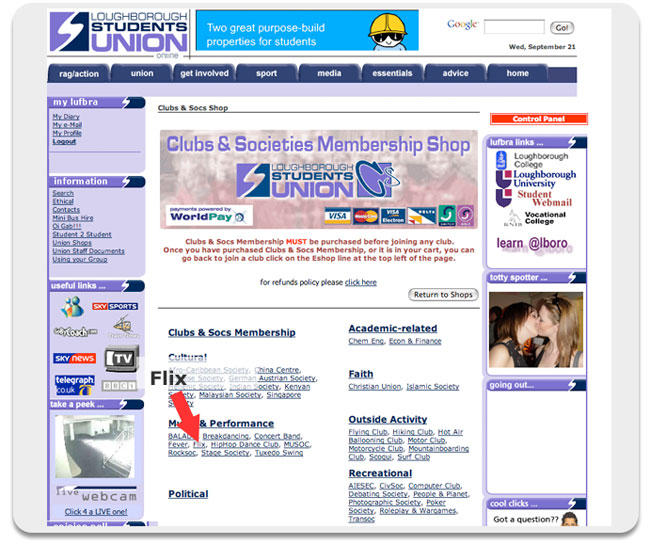 LOUGHBOROUGH
STUDENTS
UNION
online
Two great purpose-build
properties for students
Google
Go!
Wed, September 21
rag/action
union
get involved
sport
media
essentials
advice
home
my lufbra
My Diary
My e-Mail
My Profile
Logout
information
Search
Ethical
Contacts
Mini Bus Hire
Oi Gab!!!
Student 2 Student
Union Shops
Union Staff Documents
Using your Group
useful links ...
sky SPORTS
sky news
TV
telegraph
.co.uk
BBC 1
take a peek ...
live
webcam
Click 4 a LIVE one!
Clubs & Socs Shop
Clubs & Societies Membership Shop
LOUGHBOROUGH
STUDENTS
UNION
payments powered by
WorldPay
VISA
MasterCard
VISA
Electron
DELTA
Clubs & Socs Membership MUST be purchased before joining any club.
Once you have purchased Clubs & Socs Membership, or it is in your cart, you can
go back to join a club click on the Eshop line at the top left of the page.
for refunds policy please click here
Return to Shops
Clubs & Socs Membership
Cultural
Afro-Caribbean Society, China Centre,
Society, German Austrian Society,
Society, Indian Society, Kenyan
Society, Malaysian Society, Singapore
Society
Flix
& Performance
Breakdancing, Concert Band,
Fever, Flix, HipHop Dance Club, MUSOC,
Rocksoc, Stage Society, Tuxedo Swing
Political
Academic-related
Chem Eng, Econ & Finance
Faith
Christian Union, Islamic Society
Outside Activity
Flying Club, Hiking Club, Hot Air
Ballooning Club, Motor Club,
Motorcycle Club, Mountainboarding
Club, Scogui, Surf Club
Recreational
AIESEC, CivSoc, Computer Club,
Debating Society, People & Planet,
Photographic Society, Poker
Society, Roleplay & Wargames,
Transoc
Control Panel
lufbra links ...
Loughborough
College
Loughborough
University
Student
Webmail
RNIB
Vocational
College
learn @lboro
totty spotter ...
going out...
cool clicks ...
Got a question??